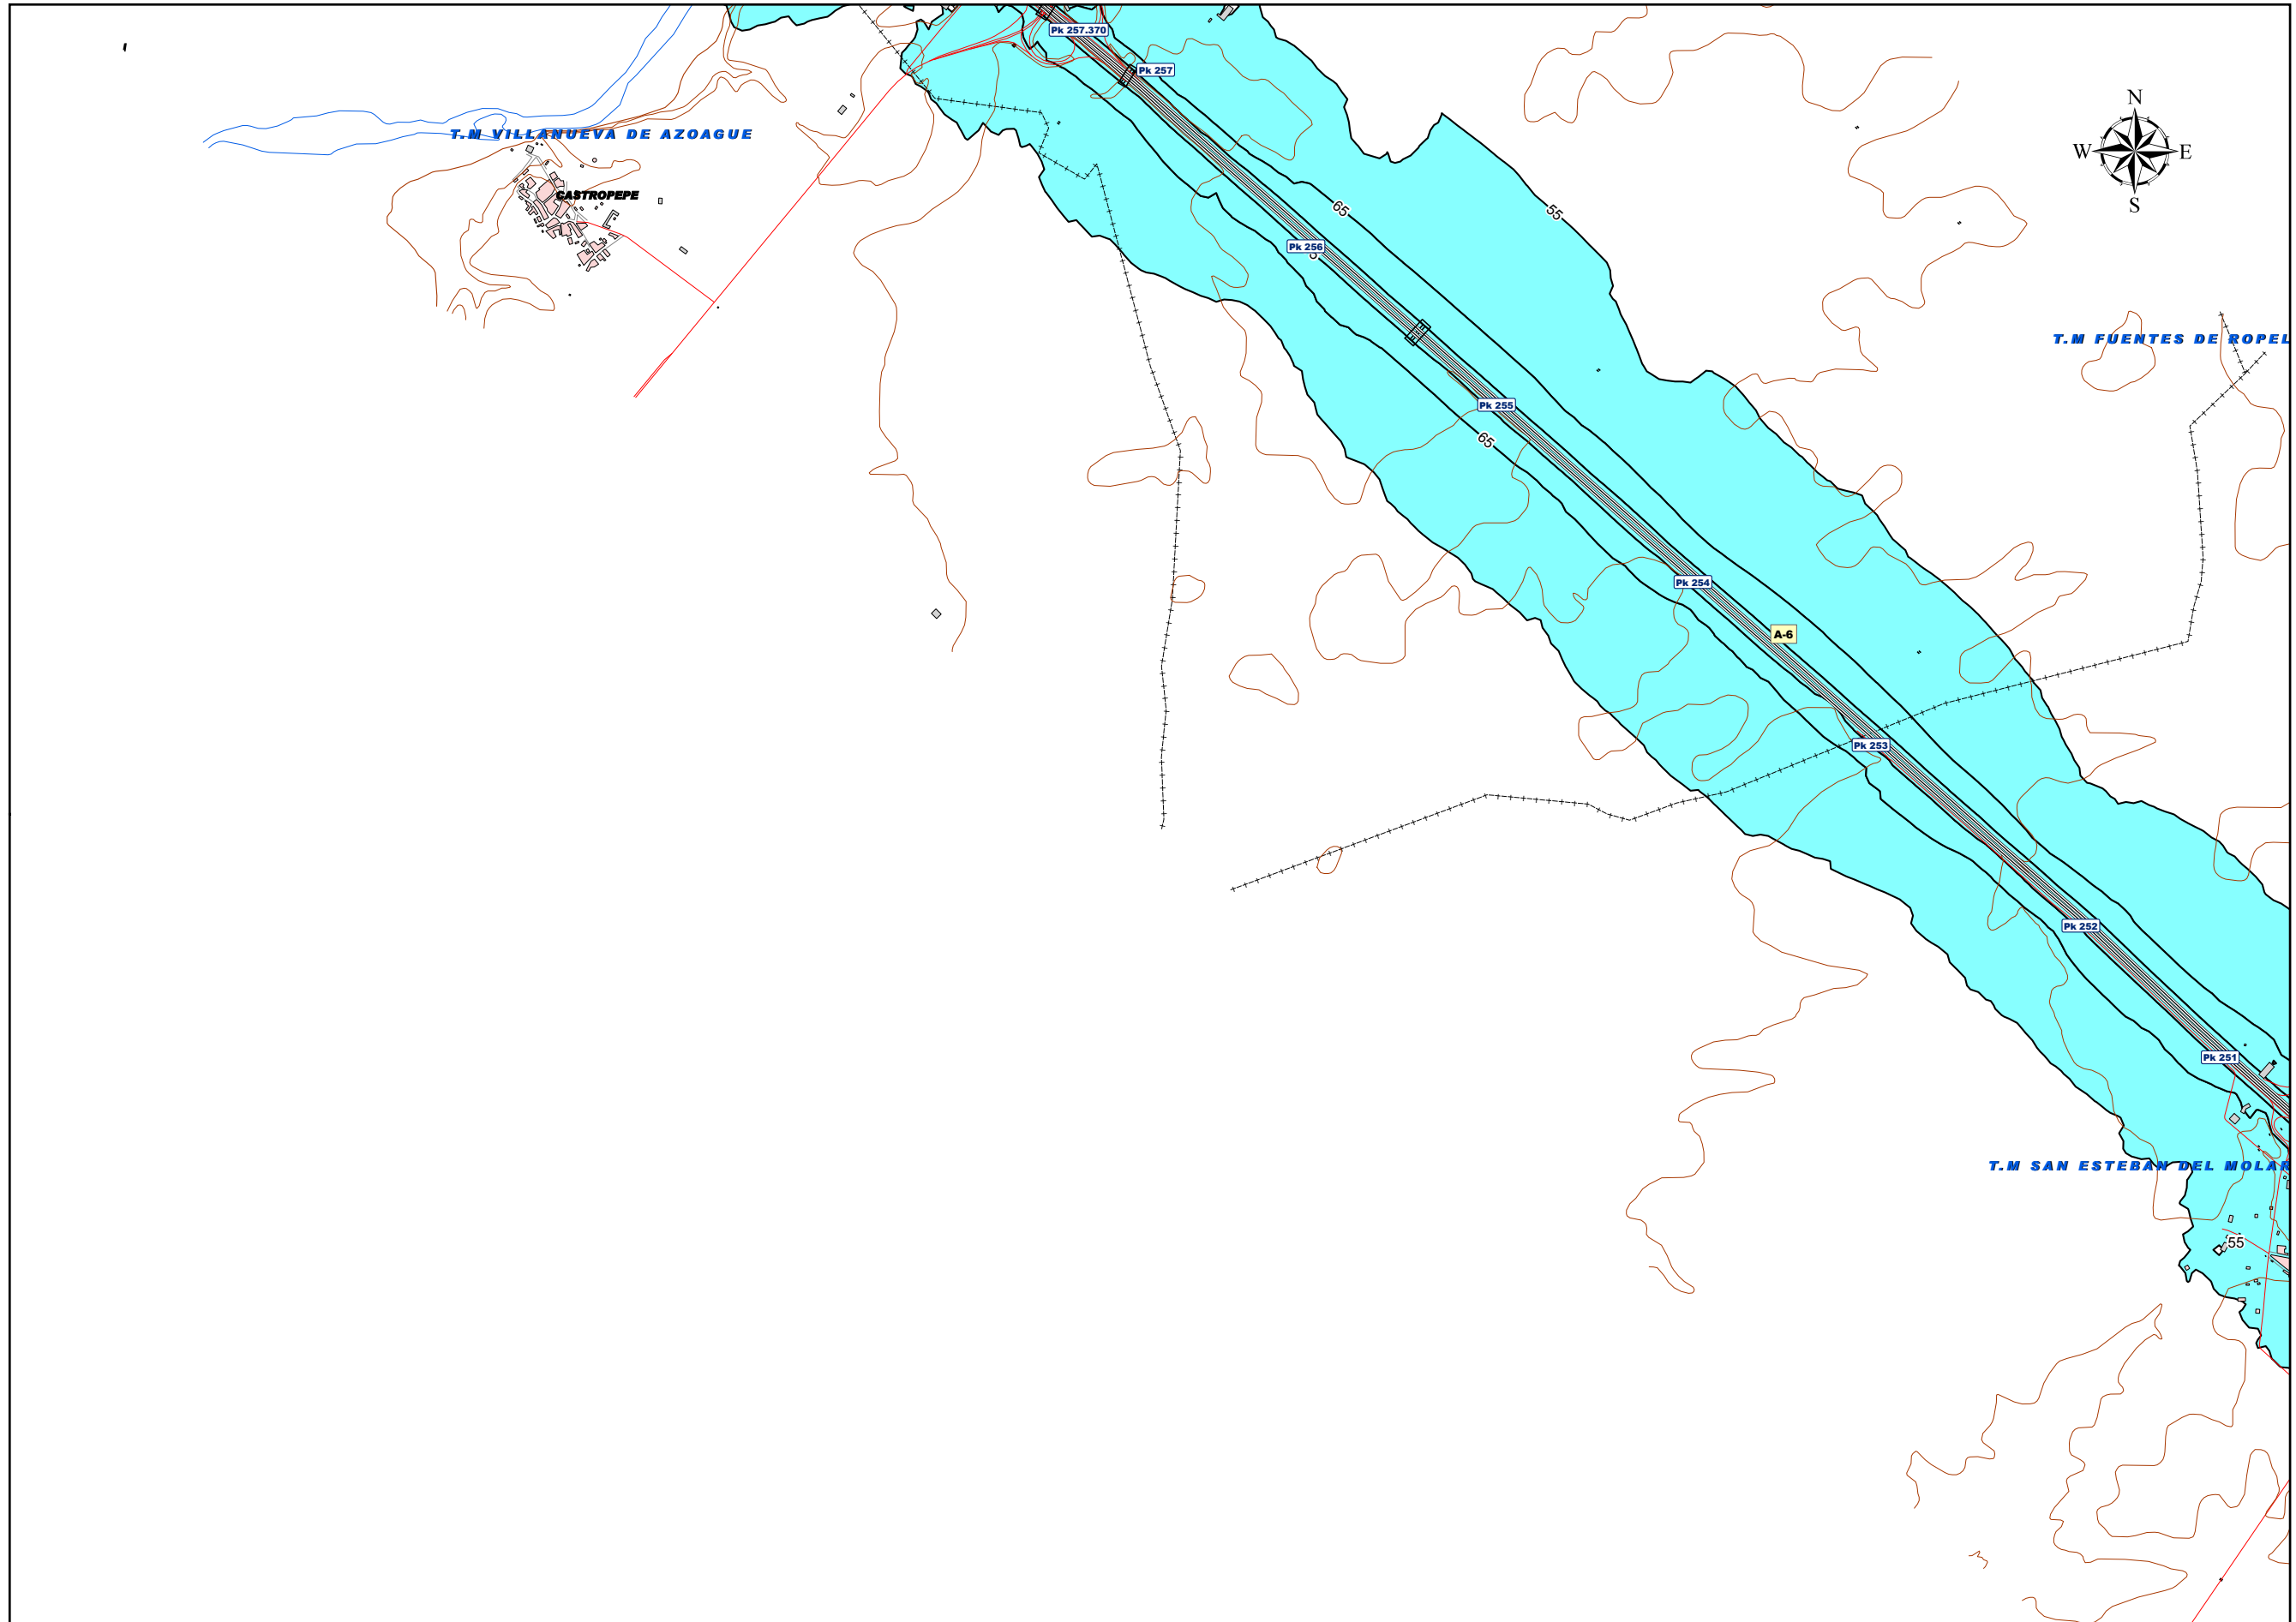 Pk 257.370
Pk 257
N
T.M VILLANUEVA DE AZOAGUE
W
E
CASTROPEPE
S
65
55
Pk 256
T.M FUENTES DE ROPEL
Pk 255
65
Pk 254
A-6
Pk 253
Pk 252
Pk 251
T.M SAN ESTEBAN DEL MOLAR
55